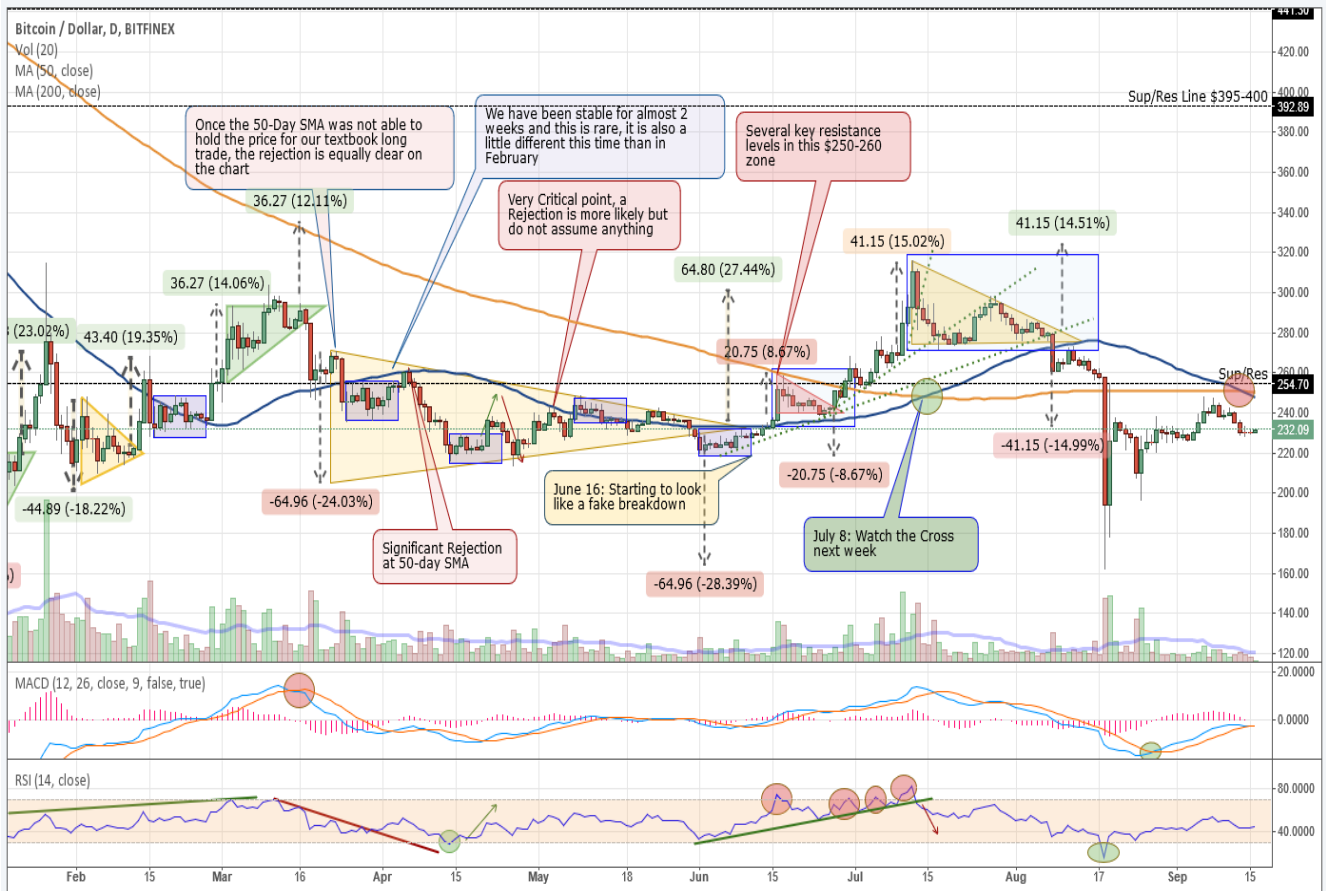 Bitcoin / Dollar, D, BITFINEX
Vol (20)
MA (50, close)
MA (200, close)
441.50
420.00
400.00
Sup/Res Line $395-400
392.89
380.00
360.00
340.00
320.00
300.00
280.00
260.00
Sup/Res
254.70
240.00
232.09
220.00
200.00
180.00
160.00
140.00
120.00
Once the 50-Day SMA was not able to
hold the price for our textbook long
trade, the rejection is equally clear on
the chart
We have been stable for almost 2
weeks and this is rare, it is also a
little different this time than in
February
Very Critical point, a
Rejection is more likely but
do not assume anything
Several key resistance
levels in this $250-260
zone
36.27 (12.11%)
36.27 (14.06%)
(23.02%)
43.40 (19.35%)
-44.89 (-18.22%)
-64.96 (-24.03%)
64.80 (27.44%)
20.75 (8.67%)
41.15 (15.02%)
41.15 (14.51%)
-41.15 (-14.99%)
-20.75 (-8.67%)
-64.96 (-28.39%)
June 16: Starting to look
like a fake breakdown
Significant Rejection
at 50-day SMA
July 8: Watch the Cross
next week
%)
MACD (12, 26, close, 9, false, true)
20.0000
0.0000
RSI (14, close)
80.0000
40.0000
Feb 15 Mar 16 Apr 15 May 18 Jun 15 Jul 15 Aug 17 Sep 15